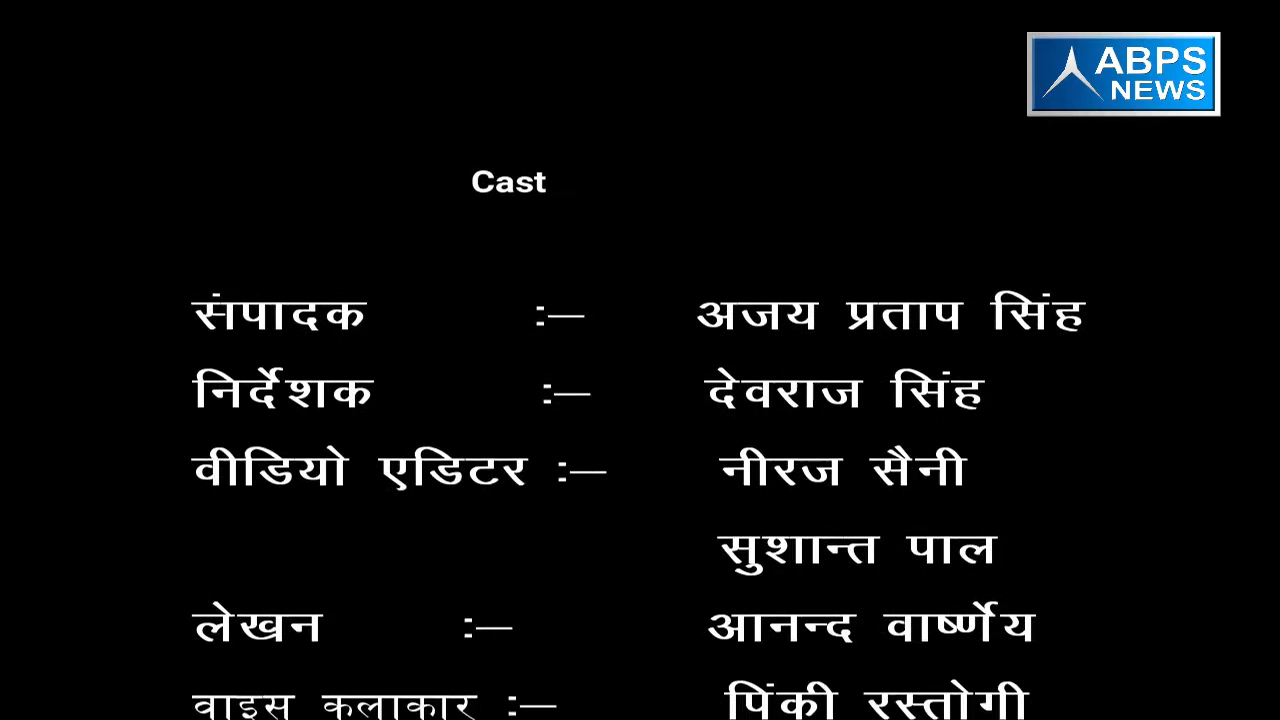 ABPS
NEWS
Cast
संपादक :— अजय प्रताप सिंह
निर्देशक :— देवराज सिंह
वीडियो एडिटर :— नीरज सैनी
सुशान्त पाल
लेखन :— आनन्द वार्ष्णेय
वाइस कलाकार :— पिंकी रस्तोगी